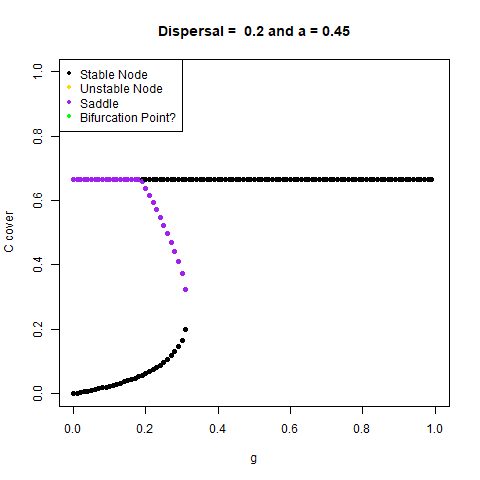 Dispersal =  0.2 and a = 0.45
Stable Node
Unstable Node
Saddle
Bifurcation Point?
C cover
1.0
0.8
0.6
0.4
0.2
0.0
0.0 0.2 0.4 0.6 0.8 1.0
g